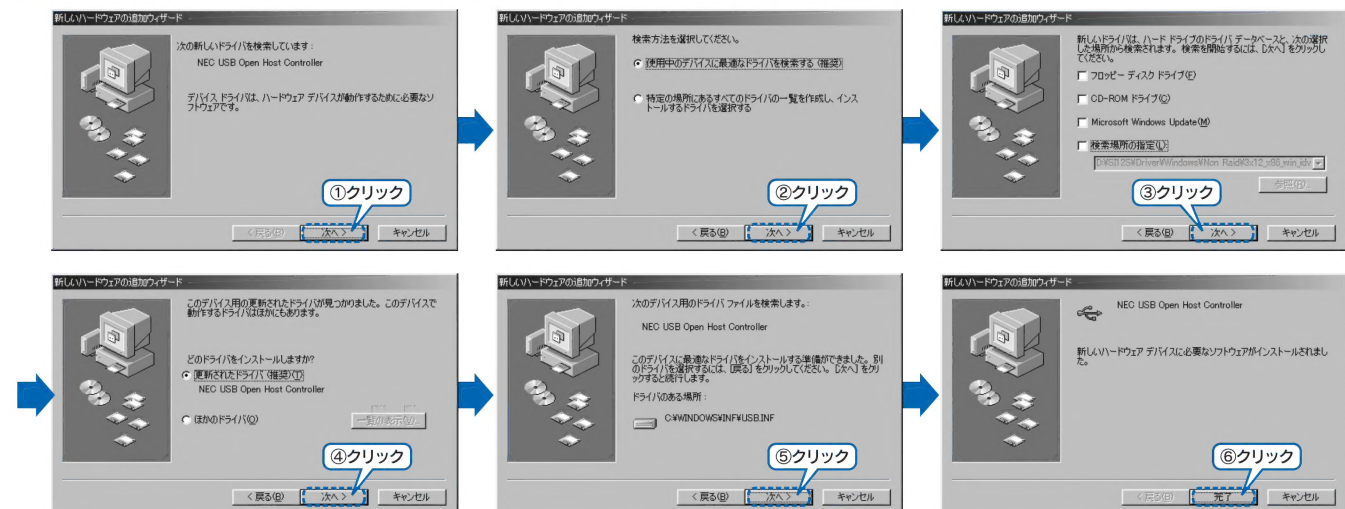 新しいハードウェアの追加ウィザード
次の新しいドライバを検索しています:
NEC USB Open Host Controller
デバイス ドライバは、ハードウェア デバイスが動作するために必要なソ
フトウェアです。
①クリック
< 戻る(B)
次へ >
キャンセル
新しいハードウェアの追加ウィザード
検索方法を選択してください。
使用中のデバイスに最適なドライバを検索する (推奨)
特定の場所にあるすべてのドライバの一覧を作成し、インス
トールするドライバを選択する
②クリック
< 戻る(B)
次へ >
キャンセル
新しいハードウェアの追加ウィザード
新しいドライバは、ハード ドライブのドライバ データベースと、次の選択
した場所から検索されます。検索を開始するには、[次へ] をクリックし
てください。
フロッピー ディスク ドライブ(F)
CD-ROM ドライブ(C)
Microsoft Windows Update(M)
検索場所の指定(L):
参照(R)...
③クリック
< 戻る(B)
次へ >
キャンセル
新しいハードウェアの追加ウィザード
このデバイス用の更新されたドライバが見つかりました。このデバイスで
動作するドライバはほかにもあります。
どのドライバをインストールしますか?
更新されたドライバ (推奨)(T)
NEC USB Open Host Controller
ほかのドライバ(O)
一覧の表示(V)...
④クリック
< 戻る(B)
次へ >
キャンセル
新しいハードウェアの追加ウィザード
次のデバイス用のドライバ ファイルを検索します。:
NEC USB Open Host Controller
このデバイスに最適なドライバをインストールする準備ができました。別
のドライバを選択するには、[戻る] をクリックしてください。[次へ] をクリ
ックすると続行します。
ドライバのある場所:
C:¥WINDOWS¥INF¥USB.INF
⑤クリック
< 戻る(B)
次へ >
キャンセル
新しいハードウェアの追加ウィザード
NEC USB Open Host Controller
新しいハードウェア デバイスに必要なソフトウェアがインストールされまし
た。
⑥クリック
< 戻る(B)
完了
キャンセル